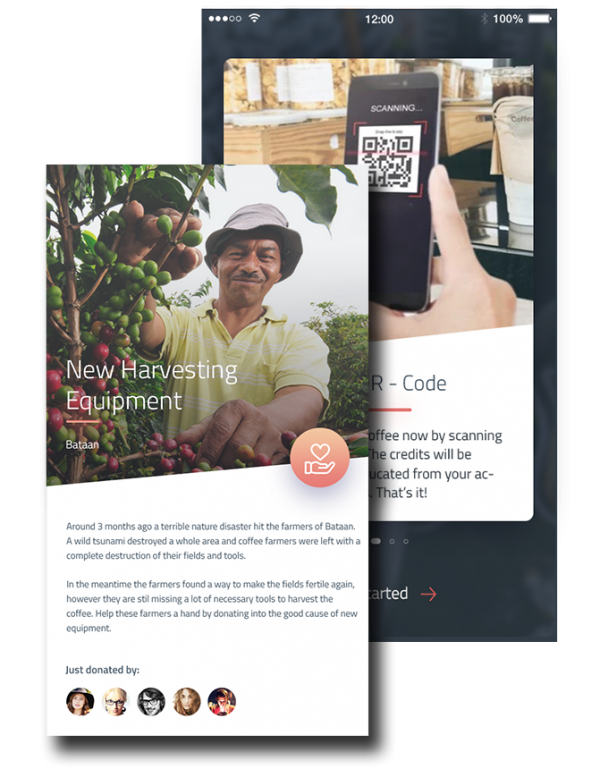 12:00
100%
SCANNING...
Coffee
New Harvesting
Equipment
Bataan
R - Code
offee now by scanning
The credits will be
ucated from your ac-
. That's it!
arted
Around 3 months ago a terrible nature disaster hit the farmers of Bataan.
A wild tsunami destroyed a whole area and coffee farmers were left with a
complete destruction of their fields and tools.
In the meantime the farmers found a way to make the fields fertile again,
however they are stil missing a lot of necessary tools to harvest the
coffee. Help these farmers a hand by donating into the good cause of new
equipment.
Just donated by: